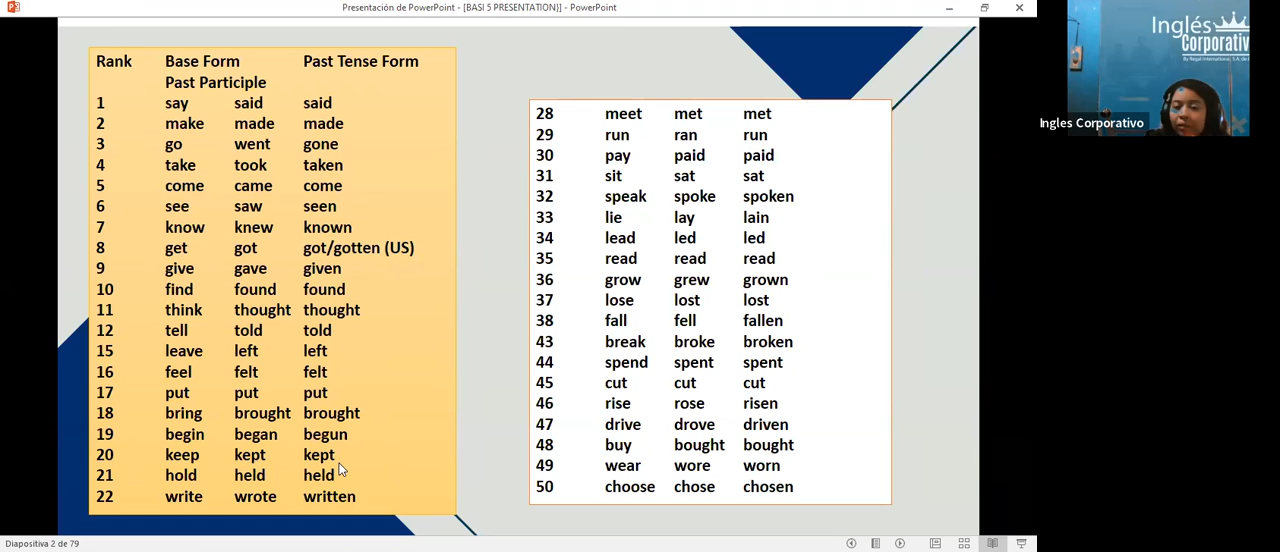 Presentación de PowerPoint - [BASI 5 PRESENTATION}] - PowerPoint
Rank Base Form Past Tense Form
Past Participle
1 say said said
2 make made made
3 go went gone
4 take took taken
5 come came come
6 see saw seen
7 know knew known
8 get got got/gotten (US)
9 give gave given
10 find found found
11 think thought thought
12 tell told told
15 leave left left
16 feel felt felt
17 put put put
18 bring brought brought
19 begin began begun
20 keep kept kept
21 hold held held
22 write wrote written
28 meet met met
29 run ran run
30 pay paid paid
31 sit sat sat
32 speak spoke spoken
33 lie lay lain
34 lead led led
35 read read read
36 grow grew grown
37 lose lost lost
38 fall fell fallen
43 break broke broken
44 spend spent spent
45 cut cut cut
46 rise rose risen
47 drive drove driven
48 buy bought bought
49 wear wore worn
50 choose chose chosen
Inglés
Corporativ
By Regal International, S.A. de
Ingles Corporativo
Diapositiva 2 de 79